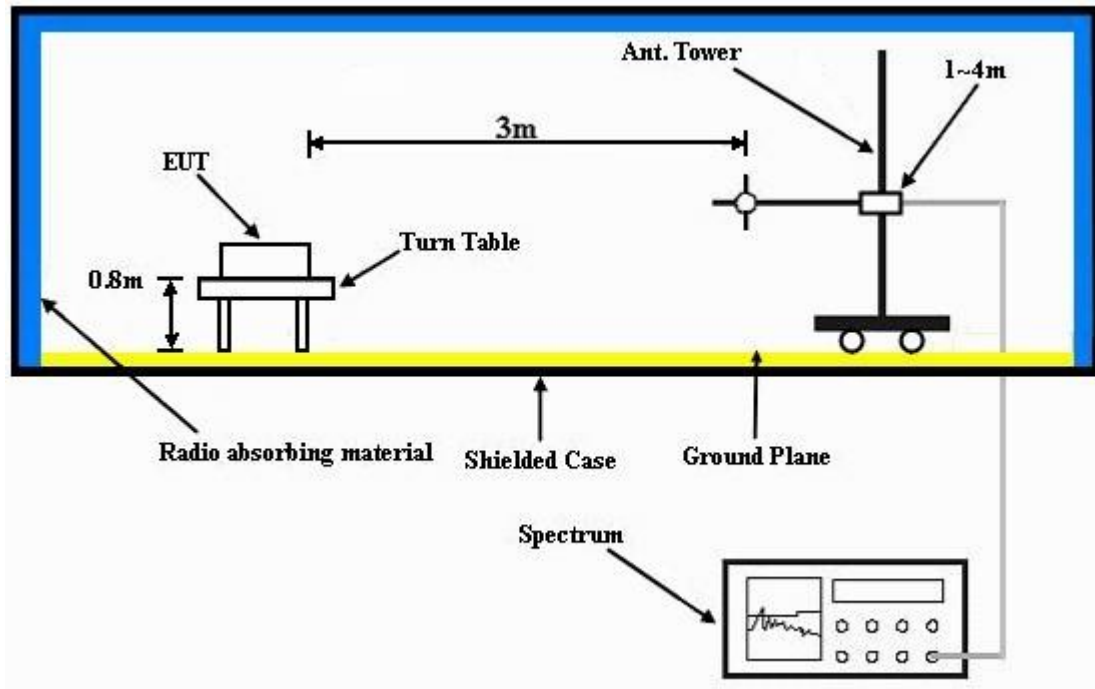 Ant. Tower
1~4m
3m
EUT
Turn Table
0.8m
Radio absorbing material
Shielded Case
Ground Plane
Spectrum